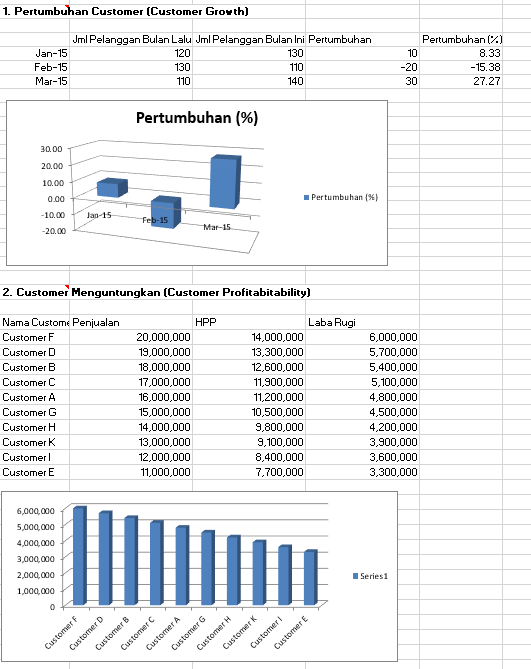 1. Pertumbuhan Customer (Customer Growth)
Jml Pelanggan Bulan Lalu Jml Pelanggan Bulan Ini Pertumbuhan Pertumbuhan (%)
Jan-15 120 130 10 8.33
Feb-15 130 110 -20 -15.38
Mar-15 110 140 30 27.27
Pertumbuhan (%)
30.00
20.00
10.00
0.00
-10.00
-20.00
Jan-15
Feb-15
Mar-15
Pertumbuhan (%)
2. Customer Menguntungkan (Customer Profitabitability)
Nama Custome Penjualan HPP Laba Rugi
Customer F 20,000,000 14,000,000 6,000,000
Customer D 19,000,000 13,300,000 5,700,000
Customer B 18,000,000 12,600,000 5,400,000
Customer C 17,000,000 11,900,000 5,100,000
Customer A 16,000,000 11,200,000 4,800,000
Customer G 15,000,000 10,500,000 4,500,000
Customer H 14,000,000 9,800,000 4,200,000
Customer K 13,000,000 9,100,000 3,900,000
Customer I 12,000,000 8,400,000 3,600,000
Customer E 11,000,000 7,700,000 3,300,000
6,000,000
5,000,000
4,000,000
3,000,000
2,000,000
1,000,000
0
Customer F
Customer D
Customer B
Customer C
Customer A
Customer G
Customer H
Customer K
Customer I
Customer E
Series1